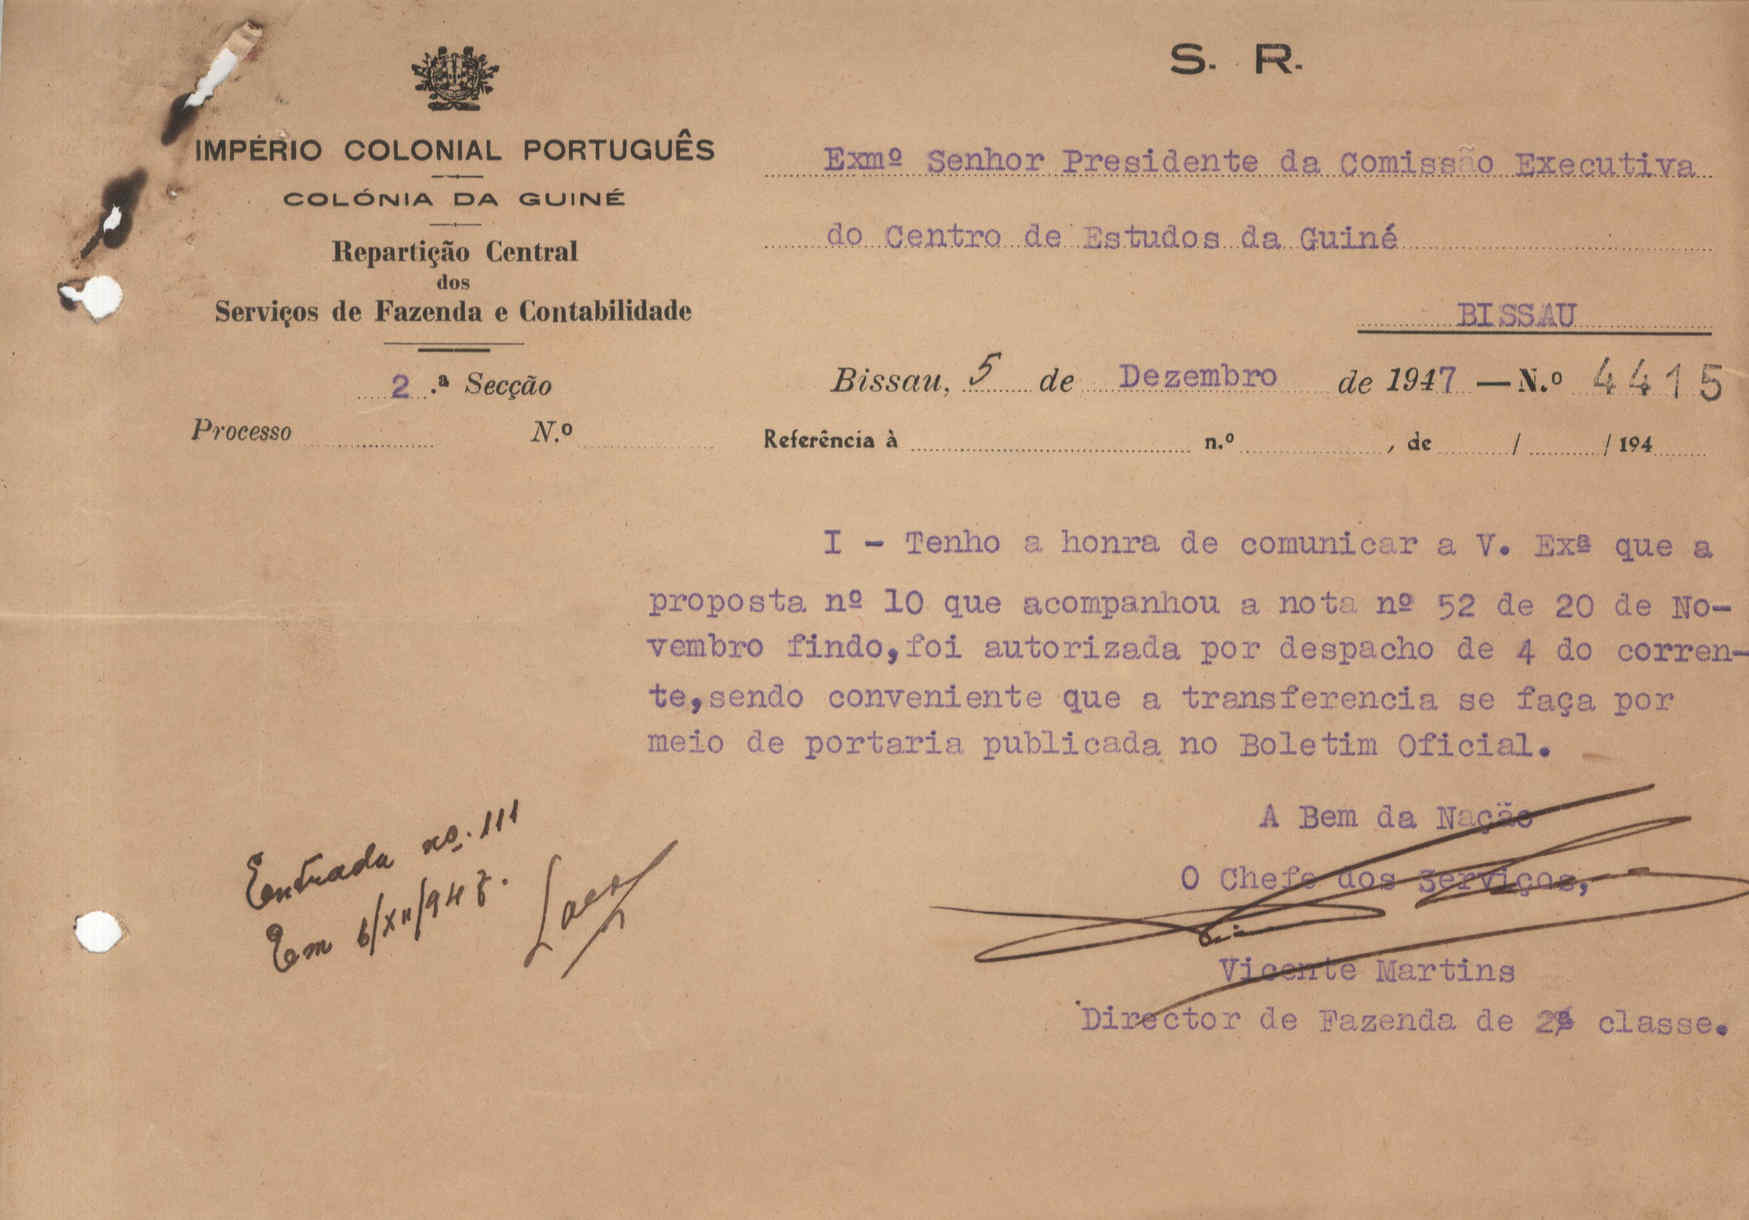 S. R.
IMPÉRIO COLONIAL PORTUGUÊS
COLÓNIA DA GUINÉ
Repartição Central
dos
Serviços de Fazenda e Contabilidade
2.ª Secção
Processo N.º
Exmº Senhor Presidente da Comissão Executiva
do Centro de Estudos da Guiné
BISSAU
Bissau, 5 de Dezembro de 1947 — N.º 4415
Referência à n.º , de / / 194
I - Tenho a honra de comunicar a V. Exª que a
proposta nº 10 que acompanhou a nota nº 52 de 20 de No-
vembro findo, foi autorizada por despacho de 4 do corren-
te, sendo conveniente que a transferencia se faça por
meio de portaria publicada no Boletim Oficial.
A Bem da Nação
O Chefe dos Serviços,
Vicente Martins
Director de Fazenda de 2ª classe.
Entrada nº. 111
Em 6/XII/947.